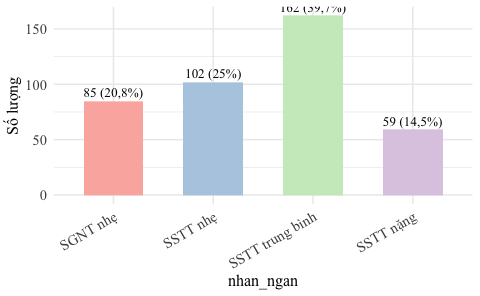 162 (39,7%)
150
102 (25%)
100
85 (20,8%)
59 (14,5%)
50
0
Số lượng
SGNT nhẹ
SSTT nhẹ
SSTT trung bình
SSTT nặng
nhan_ngan